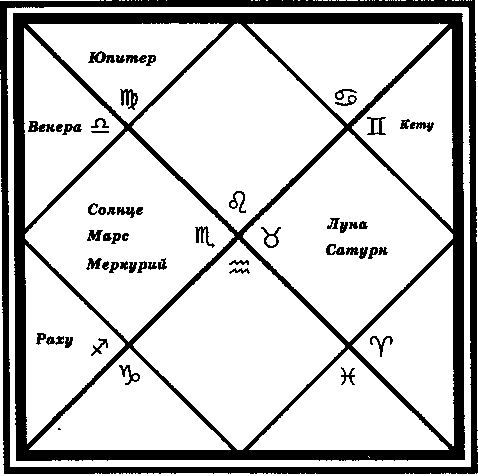 Юпитер
♍ ♋
Венера ♎ ♊ Кету
♌
Солнце
Марс
Меркурий
♏ ♉
Луна
Сатурн
♒
Раху ♐ ♈
♑ ♓